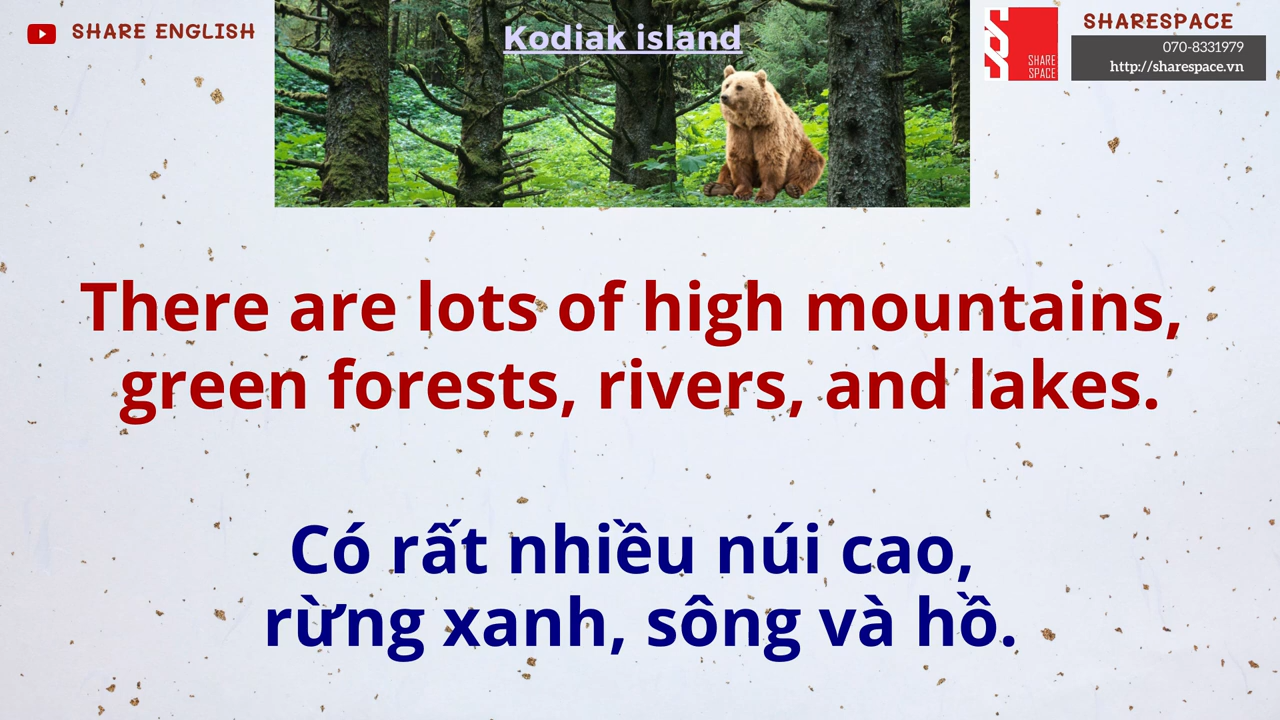 SHARE ENGLISH
Kodiak island
SHARESPACE
070-8331979
http://sharespace.vn
SHARE
SPACE
There are lots of high mountains,
green forests, rivers, and lakes.
Có rất nhiều núi cao,
rừng xanh, sông và hồ.